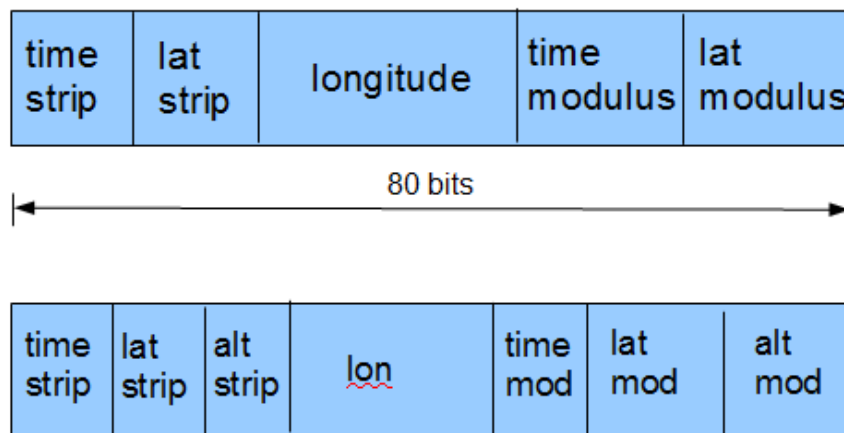 time
strip
lat
strip
longitude
time
modulus
lat
modulus
80 bits
time
strip
lat
strip
alt
strip
lon
time
mod
lat
mod
alt
mod